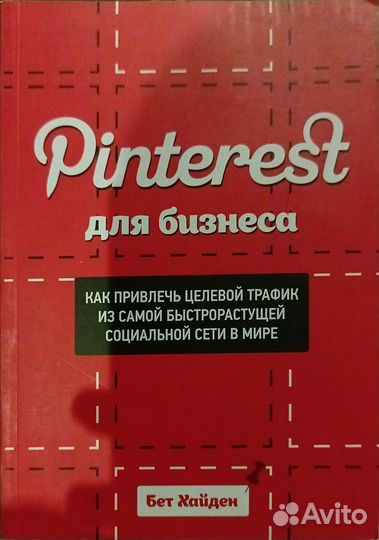 Pinterest
для бизнеса
КАК ПРИВЛЕЧЬ ЦЕЛЕВОЙ ТРАФИК
ИЗ САМОЙ БЫСТРОРАСТУЩЕЙ
СОЦИАЛЬНОЙ СЕТИ В МИРЕ
Бет Хайден
Avito